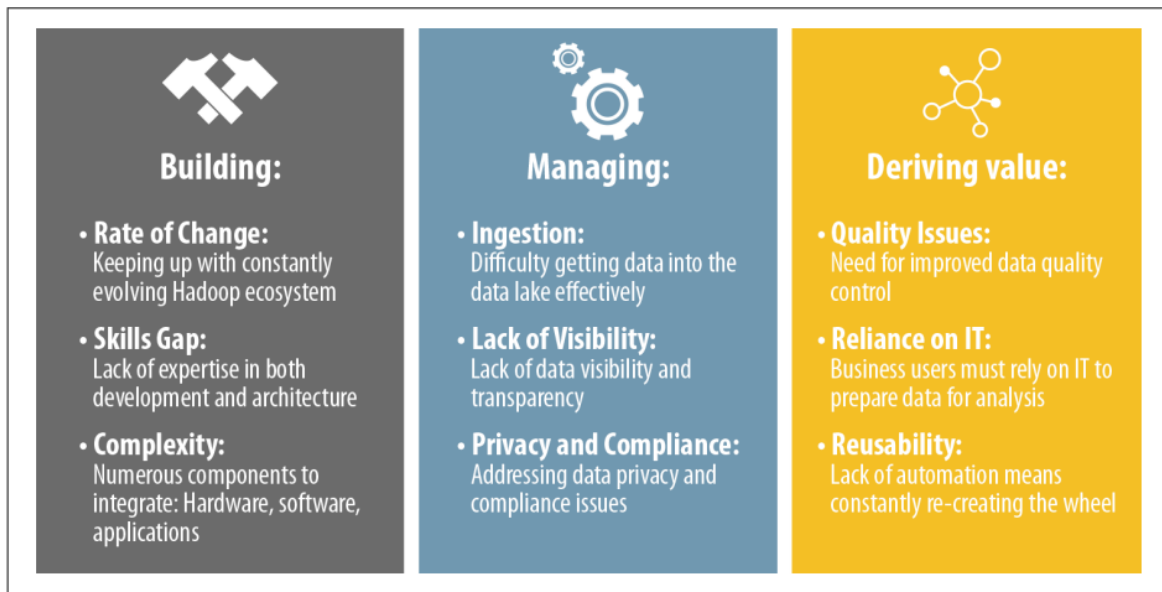 Building:
• Rate of Change:
Keeping up with constantly
evolving Hadoop ecosystem
• Skills Gap:
Lack of expertise in both
development and architecture
• Complexity:
Numerous components to
integrate: Hardware, software,
applications
Managing:
• Ingestion:
Difficulty getting data into the
data lake effectively
• Lack of Visibility:
Lack of data visibility and
transparency
• Privacy and Compliance:
Addressing data privacy and
compliance issues
Deriving value:
• Quality Issues:
Need for improved data quality
control
• Reliance on IT:
Business users must rely on IT to
prepare data for analysis
• Reusability:
Lack of automation means
constantly re-creating the wheel